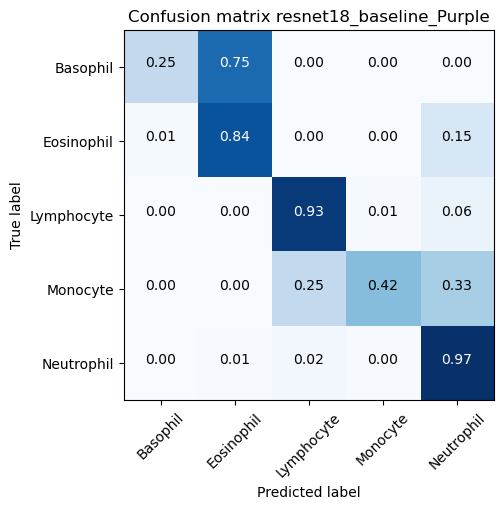 Confusion matrix resnet18_baseline_Purple
True label
Basophil 0.25 0.75 0.00 0.00 0.00
Eosinophil 0.01 0.84 0.00 0.00 0.15
Lymphocyte 0.00 0.00 0.93 0.01 0.06
Monocyte 0.00 0.00 0.25 0.42 0.33
Neutrophil 0.00 0.01 0.02 0.00 0.97
Basophil Eosinophil Lymphocyte Monocyte Neutrophil
Predicted label